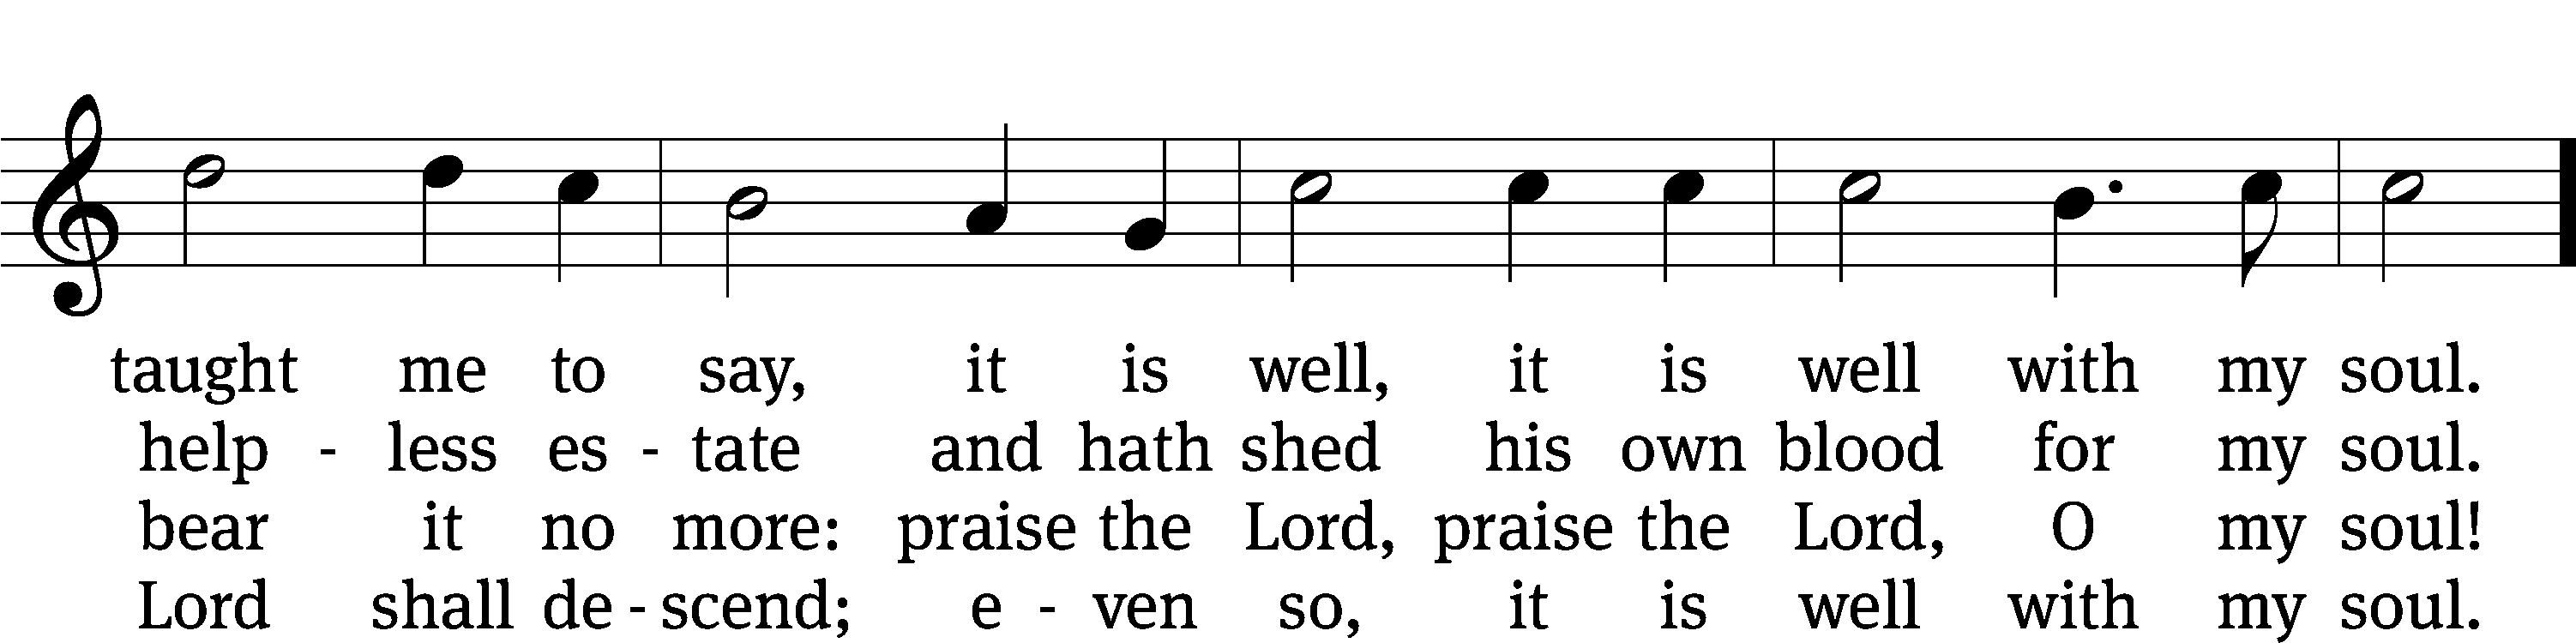 taught me to say, it is well, it is well with my soul.
help - less es - tate and hath shed his own blood for my soul.
bear it no more: praise the Lord, praise the Lord, O my soul!
Lord shall de - scend; e - ven so, it is well with my soul.